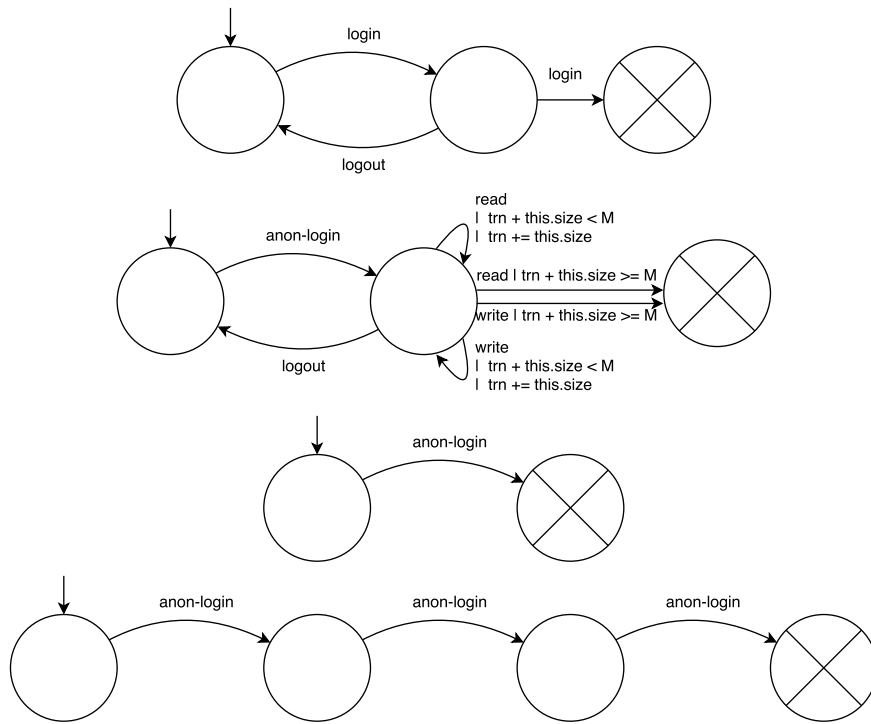 login
login
logout
read
| trn + this.size < M
| trn += this.size
anon-login
read | trn + this.size >= M
write | trn + this.size >= M
logout
write
| trn + this.size < M
| trn += this.size
anon-login
anon-login
anon-login
anon-login